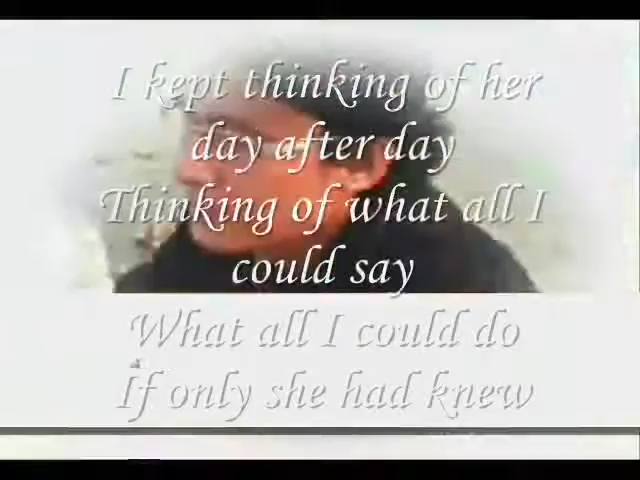 I kept thinking of her
day after day
Thinking of what all I
could say
What all I could do
If only she had knew